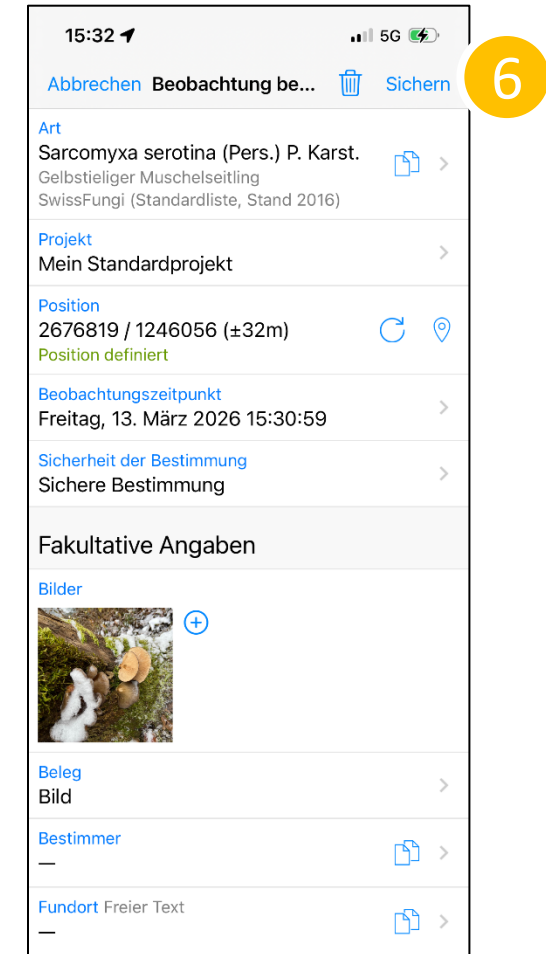 15:32 5G
Abbrechen Beobachtung be... Sichern 6
Art
Sarcomyxa serotina (Pers.) P. Karst.
Gelbstieliger Muschelseitling
SwissFungi (Standardliste, Stand 2016)
Projekt
Mein Standardprojekt
Position
2676819 / 1246056 (±32m)
Position definiert
Beobachtungszeitpunkt
Freitag, 13. März 2026 15:30:59
Sicherheit der Bestimmung
Sichere Bestimmung
Fakultative Angaben
Bilder
Beleg
Bild
Bestimmer
—
Fundort Freier Text
—